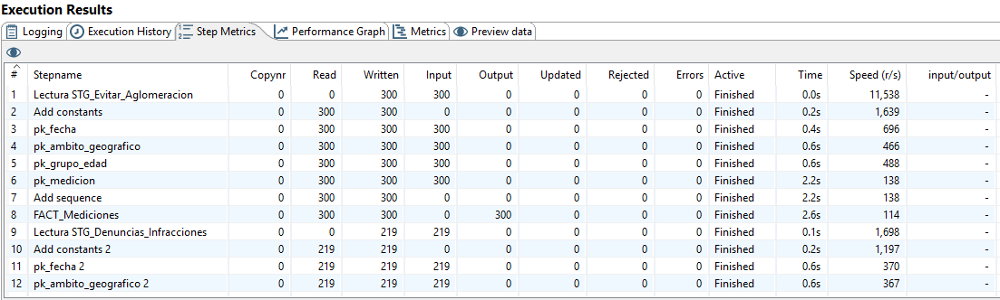 Execution Results
Logging Execution History Step Metrics Performance Graph Metrics Preview data
# Stepname Copynr Read Written Input Output Updated Rejected Errors Active Time Speed (r/s) input/output
1 Lectura STG_Evitar_Aglomeracion 0 0 300 300 0 0 0 0 Finished 0.0s 11,538 -
2 Add constants 0 300 300 0 0 0 0 0 Finished 0.2s 1,639 -
3 pk_fecha 0 300 300 300 0 0 0 0 Finished 0.4s 696 -
4 pk_ambito_geografico 0 300 300 300 0 0 0 0 Finished 0.6s 466 -
5 pk_grupo_edad 0 300 300 300 0 0 0 0 Finished 0.6s 488 -
6 pk_medicion 0 300 300 300 0 0 0 0 Finished 2.2s 138 -
7 Add sequence 0 300 300 0 0 0 0 0 Finished 2.2s 138 -
8 FACT_Mediciones 0 300 300 0 300 0 0 0 Finished 2.6s 114 -
9 Lectura STG_Denuncias_Infracciones 0 0 219 219 0 0 0 0 Finished 0.1s 1,698 -
10 Add constants 2 0 219 219 0 0 0 0 0 Finished 0.2s 1,197 -
11 pk_fecha 2 0 219 219 219 0 0 0 0 Finished 0.6s 370 -
12 pk_ambito_geografico 2 0 219 219 219 0 0 0 0 Finished 0.6s 367 -